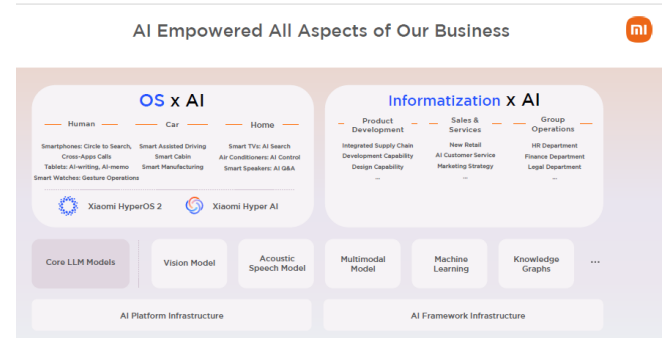 AI Empowered All Aspects of Our Business
mi
OS x AI
Human
Car
Home
Smartphones: Circle to Search,
Cross-Apps Calls
Tablets: AI-writing, AI-memo
Smart Watches: Gesture Operations
Smart Assisted Driving
Smart Cabin
Smart Manufacturing
Smart TVs: AI Search
Air Conditioners: AI Control
Smart Speakers: AI Q&A
Xiaomi HyperOS 2
Xiaomi Hyper AI
Informatization x AI
Product
Development
Sales &
Services
Group
Operations
Integrated Supply Chain
Development Capability
Design Capability
...
New Retail
AI Customer Service
Marketing Strategy
...
HR Department
Finance Department
Legal Department
...
Core LLM Models
Vision Model
Acoustic
Speech Model
Multimodal
Model
Machine
Learning
Knowledge
Graphs
...
AI Platform Infrastructure
AI Framework Infrastructure